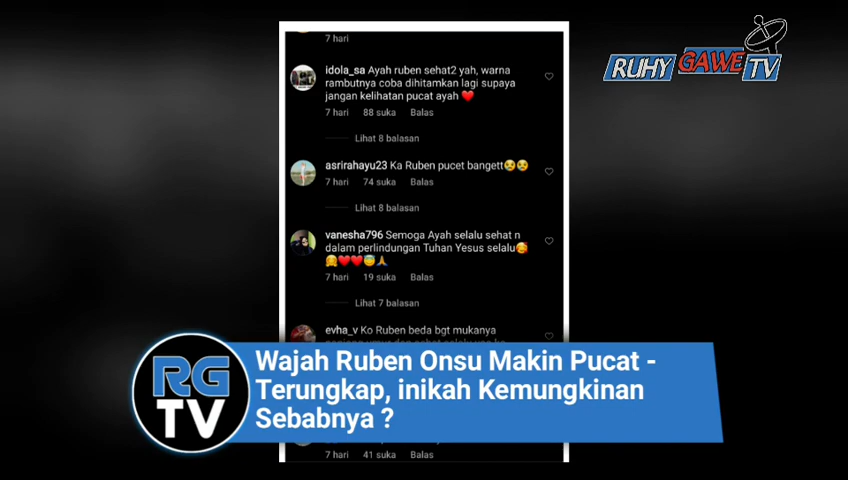 7 hari
RUHY GAWE TV
idola_sa Ayah ruben sehat2 yah, warna
rambutnya coba dihitamkan lagi supaya
jangan kelihatan pucat ayah ❤️
7 hari 88 suka Balas
Lihat 8 balasan
asrirahayu23 Ka Ruben pucet bangett😢😢
7 hari 74 suka Balas
Lihat 8 balasan
vanesha796 Semoga Ayah selalu sehat n
dalam perlindungan Tuhan Yesus selalu🥰
🤗❤️❤️😇🙏
7 hari 19 suka Balas
Lihat 7 balasan
evha_v Ko Ruben beda bgt mukanya
RG
TV
Wajah Ruben Onsu Makin Pucat -
Terungkap, inikah Kemungkinan
Sebabnya ?
7 hari 41 suka Balas